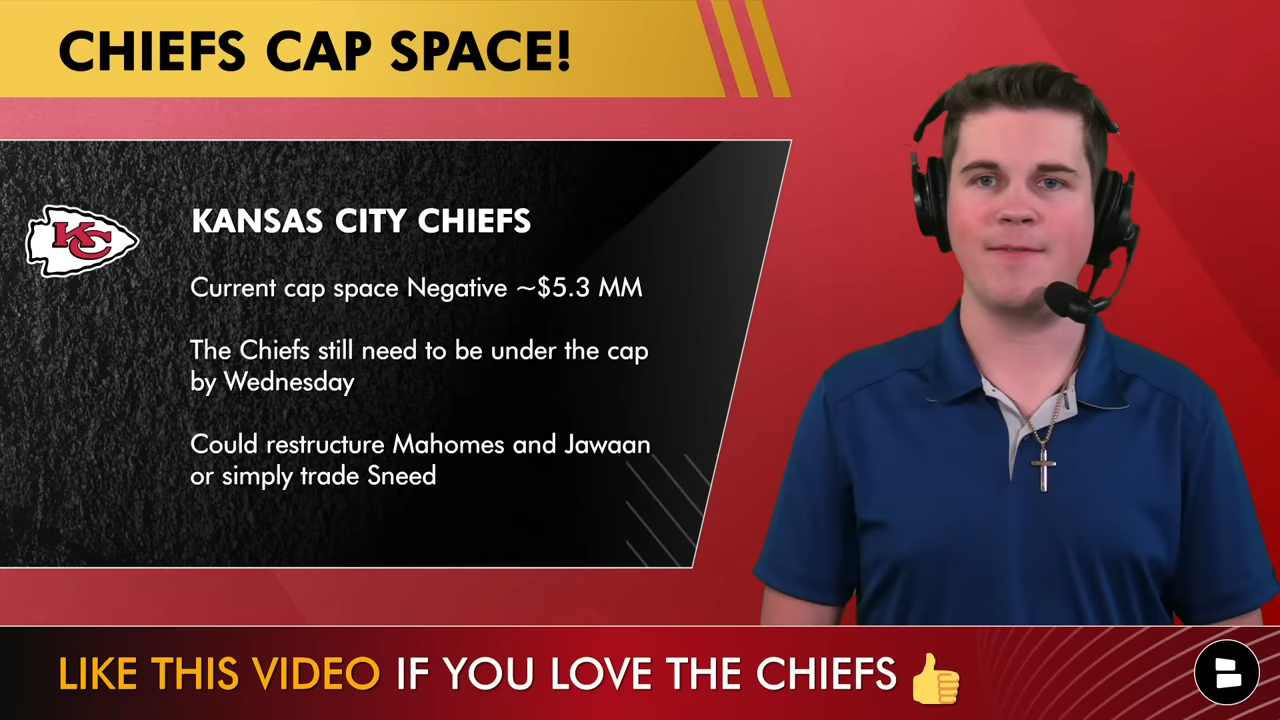 CHIEFS CAP SPACE!
KC
KANSAS CITY CHIEFS
Current cap space Negative ~$5.3 MM
The Chiefs still need to be under the cap
by Wednesday
Could restructure Mahomes and Jawaan
or simply trade Sneed
LIKE THIS VIDEO IF YOU LOVE THE CHIEFS 👍